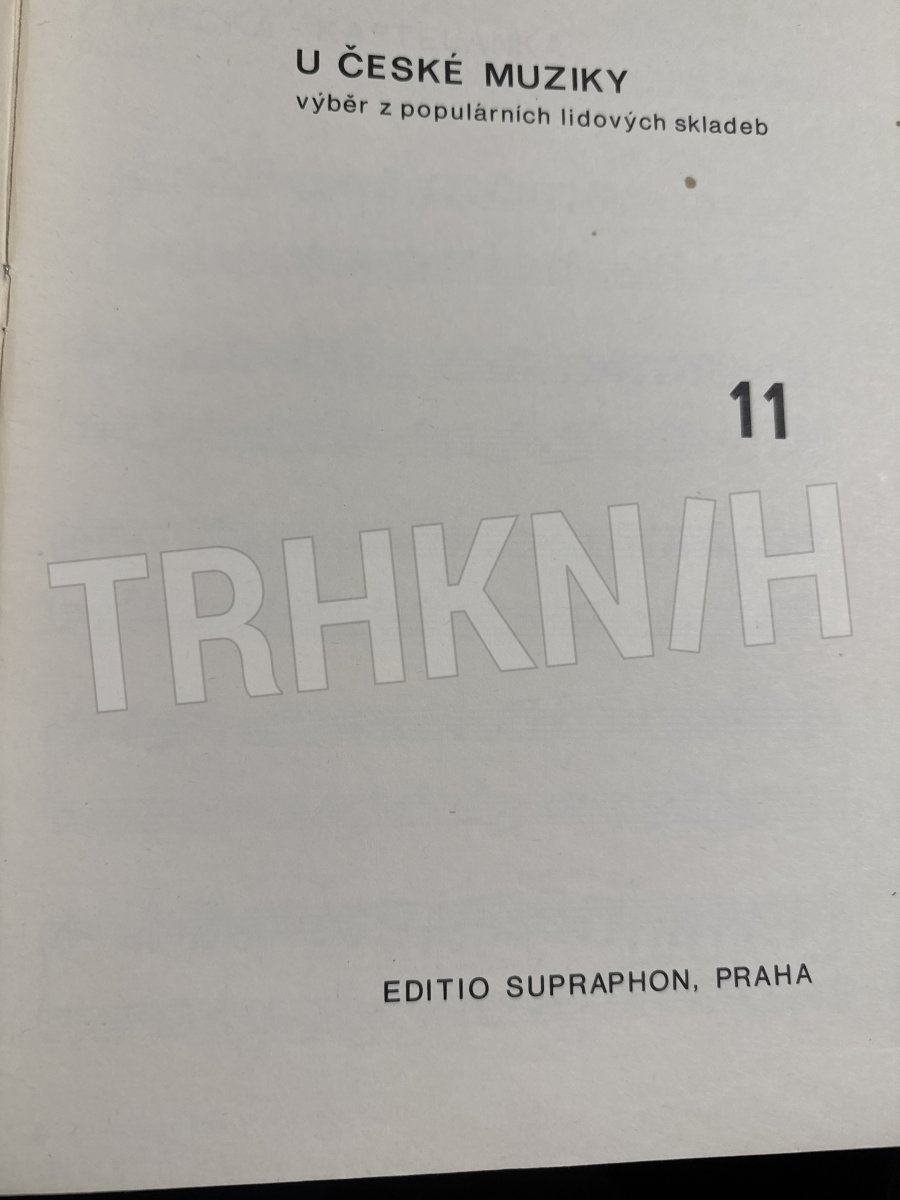 U ČESKÉ MUZIKY
výběr z populárních lidových skladeb
11
TRHKNIH
EDITIO SUPRAPHON, PRAHA